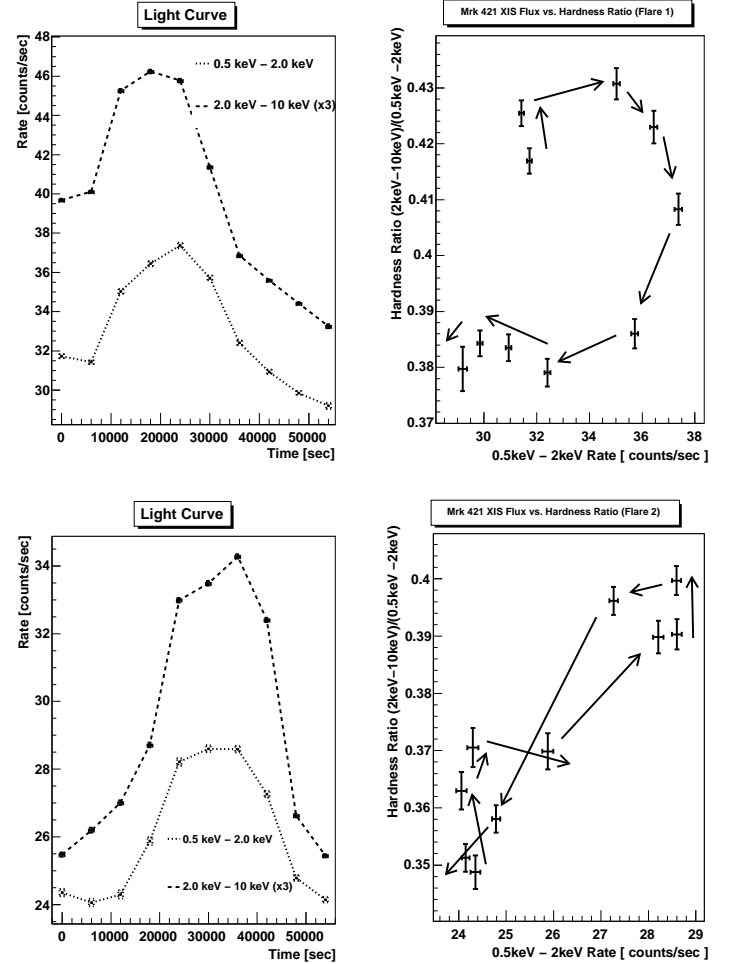 Light Curve
Rate [counts/sec]
48
46
44
42
40
38
36
34
32
30
0.5 keV – 2.0 keV
2.0 keV – 10 keV (x3)
0 10000 20000 30000 40000 50000
Time [sec]
Mrk 421 XIS Flux vs. Hardness Ratio (Flare 1)
Hardness Ratio (2keV–10keV)/(0.5keV –2keV)
0.43
0.42
0.41
0.4
0.39
0.38
0.37
30 32 34 36 38
0.5keV – 2keV Rate [ counts/sec ]
Light Curve
Rate [counts/sec]
34
32
30
28
26
24
0.5 keV – 2.0 keV
2.0 keV – 10 keV (x3)
0 10000 20000 30000 40000 50000
Time [sec]
Mrk 421 XIS Flux vs. Hardness Ratio (Flare 2)
Hardness Ratio (2keV–10keV)/(0.5keV –2keV)
0.4
0.39
0.38
0.37
0.36
0.35
24 25 26 27 28 29
0.5keV – 2keV Rate [ counts/sec ]